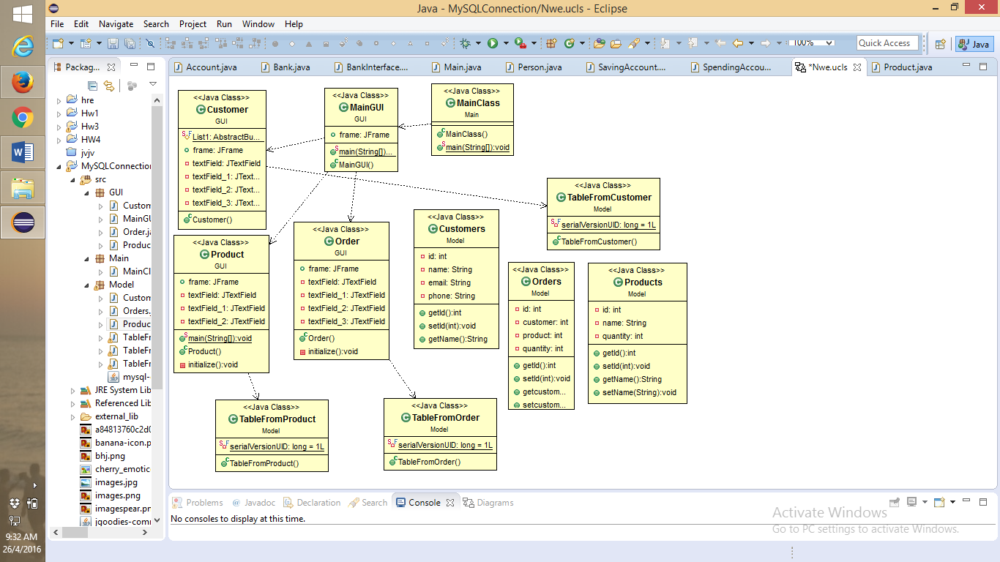 Java - MySQLConnection/Nwe.ucls - Eclipse
File Edit Navigate Search Project Run Window Help
100%
Quick Access
Java
Packag...
Account.java
Bank.java
BankInterface....
Main.java
Person.java
SavingAccount....
SpendingAccou...
*Nwe.ucls
Product.java
hre
Hw1
Hw3
HW4
jvjv
MySQLConnection
src
GUI
Custom
MainGU
Order.ja
Produc
Main
MainCl
Model
Custom
Orders.
Produc
TableFr
TableFr
TableFr
mysql-
JRE System Lib
Referenced Lib
external_lib
a84813760c2d0
banana-icon.p
bhj.png
cherry_emotic
images.jpg
images.png
imagespear.pn
jgoodies-comm
<<Java Class>>
Customer
GUI
List1: AbstractBu...
frame: JFrame
textField: JTextField
textField_1: JText...
textField_2: JText...
textField_3: JText...
Customer()
<<Java Class>>
MainGUI
GUI
frame: JFrame
main(String[])...
MainGUI()
<<Java Class>>
MainClass
Main
MainClass()
main(String[]):void
<<Java Class>>
TableFromCustomer
Model
serialVersionUID: long = 1L
TableFromCustomer()
<<Java Class>>
Product
GUI
frame: JFrame
textField: JTextField
textField_1: JTextField
textField_2: JTextField
main(String[]):void
Product()
initialize():void
<<Java Class>>
Order
GUI
frame: JFrame
textField: JTextField
textField_1: JTextField
textField_2: JTextField
textField_3: JTextField
Order()
initialize():void
<<Java Class>>
Customers
Model
id: int
name: String
email: String
phone: String
getId():int
setId(int):void
getName():String
<<Java Class>>
Orders
Model
id: int
customer: int
product: int
quantity: int
getId():int
setId(int):void
getcustom...
setcustom...
<<Java Class>>
Products
Model
id: int
name: String
quantity: int
getId():int
setId(int):void
getName():String
setName(String):void
<<Java Class>>
TableFromProduct
Model
serialVersionUID: long = 1L
TableFromProduct()
<<Java Class>>
TableFromOrder
Model
serialVersionUID: long = 1L
TableFromOrder()
Problems @ Javadoc Declaration Search Console Diagrams
No consoles to display at this time.
Activate Windows
Go to PC settings to activate Windows.
9:32 AM
26/4/2016